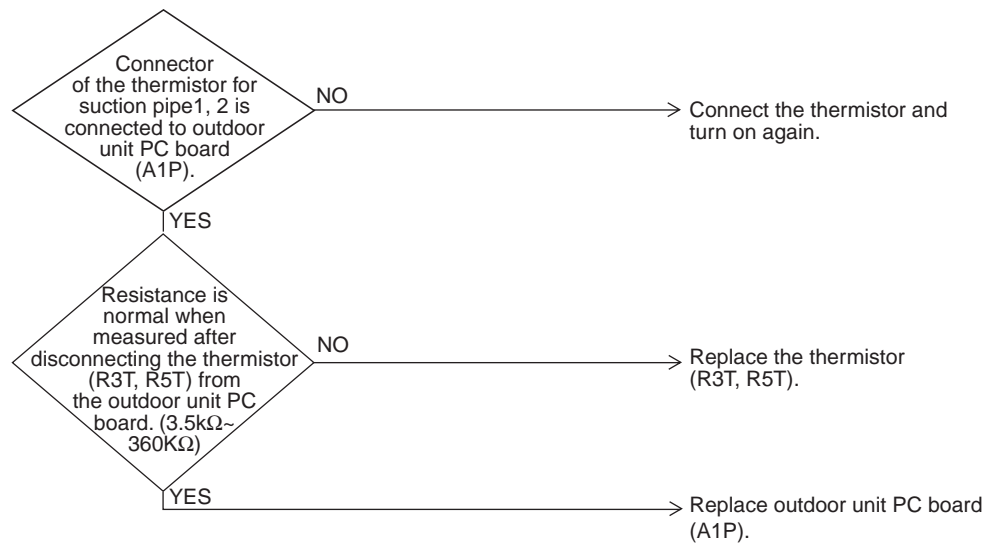 Connector
of the thermistor for
suction pipe1, 2 is
connected to outdoor
unit PC board
(A1P).
NO
Connect the thermistor and
turn on again.
YES
Resistance is
normal when
measured after
disconnecting the thermistor
(R3T, R5T) from
the outdoor unit PC
board. (3.5kΩ~
360KΩ)
NO
Replace the thermistor
(R3T, R5T).
YES
Replace outdoor unit PC board
(A1P).